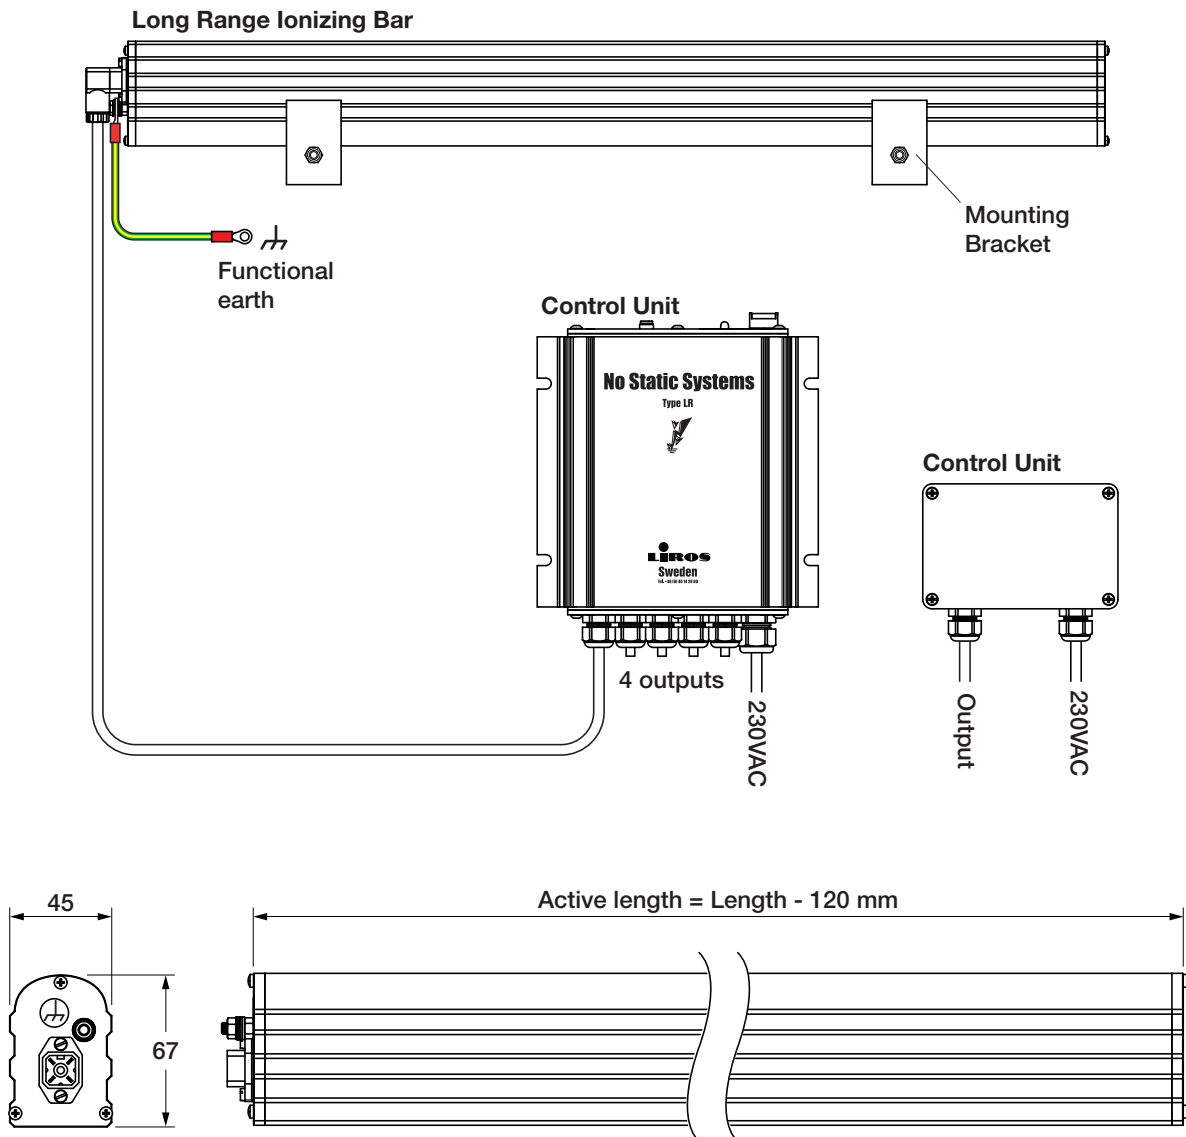 Long Range Ionizing Bar
Mounting
Bracket
Functional
earth
Control Unit
No Static Systems
Type LR
LIROS
Sweden
Control Unit
4 outputs
230VAC
Output
230VAC
45
Active length = Length - 120 mm
67